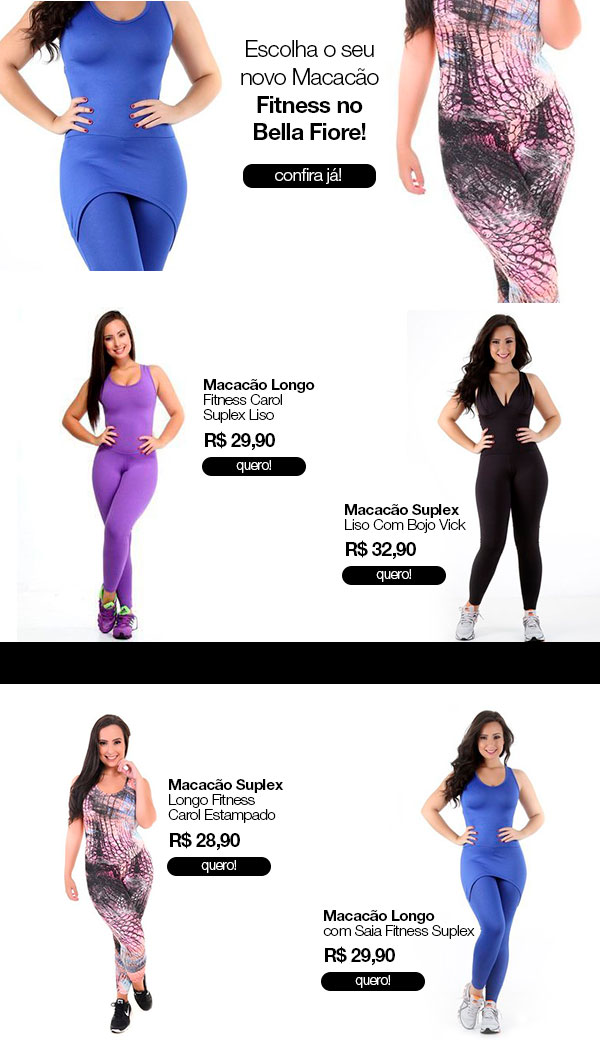 Escolha o seu
novo Macacão
Fitness no
Bella Fiore!
confira já!
Macacão Longo
Fitness Carol
Suplex Liso
R$ 29,90
quero!
Macacão Suplex
Liso Com Bojo Vick
R$ 32,90
quero!
Macacão Suplex
Longo Fitness
Carol Estampado
R$ 28,90
quero!
Macacão Longo
com Saia Fitness Suplex
R$ 29,90
quero!